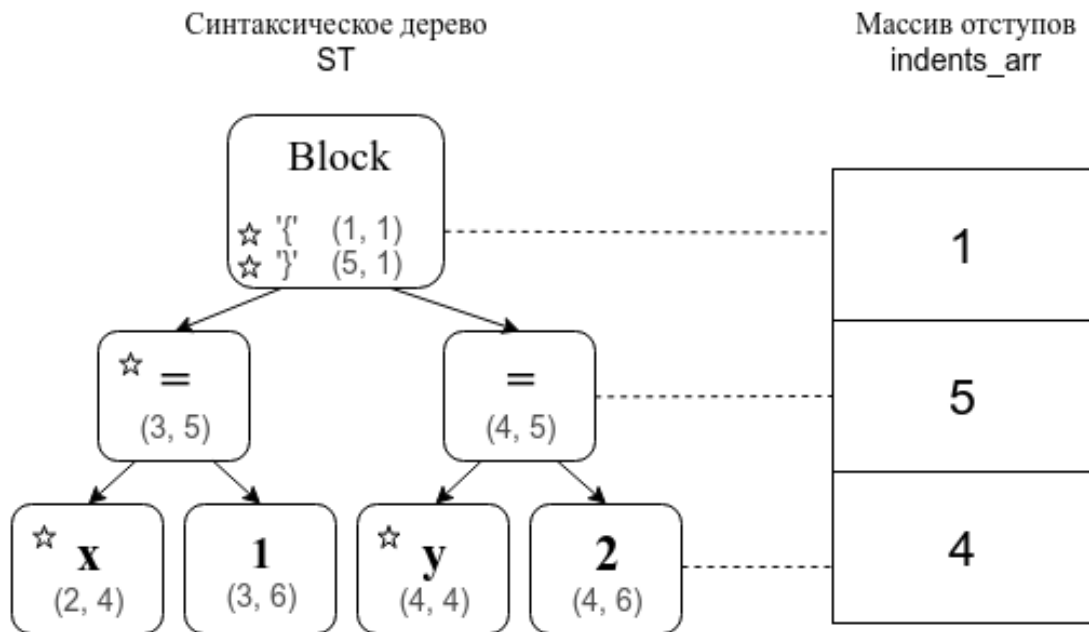 Синтаксическое дерево
ST
Массив отступов
indents_arr
Block
'{' (1, 1)
'}' (5, 1)
1
=
(3, 5)
=
(4, 5)
5
x
(2, 4)
1
(3, 6)
y
(4, 4)
2
(4, 6)
4